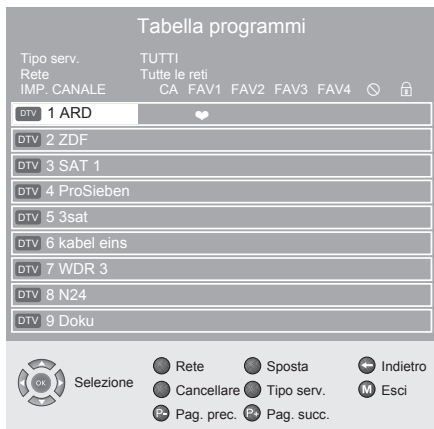 Tabella programmi
Tipo serv. TUTTI
Rete Tutte le reti
IMP. CANALE CA FAV1 FAV2 FAV3 FAV4
DTV 1 ARD
DTV 2 ZDF
DTV 3 SAT 1
DTV 4 ProSieben
DTV 5 3sat
DTV 6 kabel eins
DTV 7 WDR 3
DTV 8 N24
DTV 9 Doku
Rete Sposta Indietro
OK Selezione Cancellare Tipo serv. M Esci
P- Pag. prec. P+ Pag. succ.